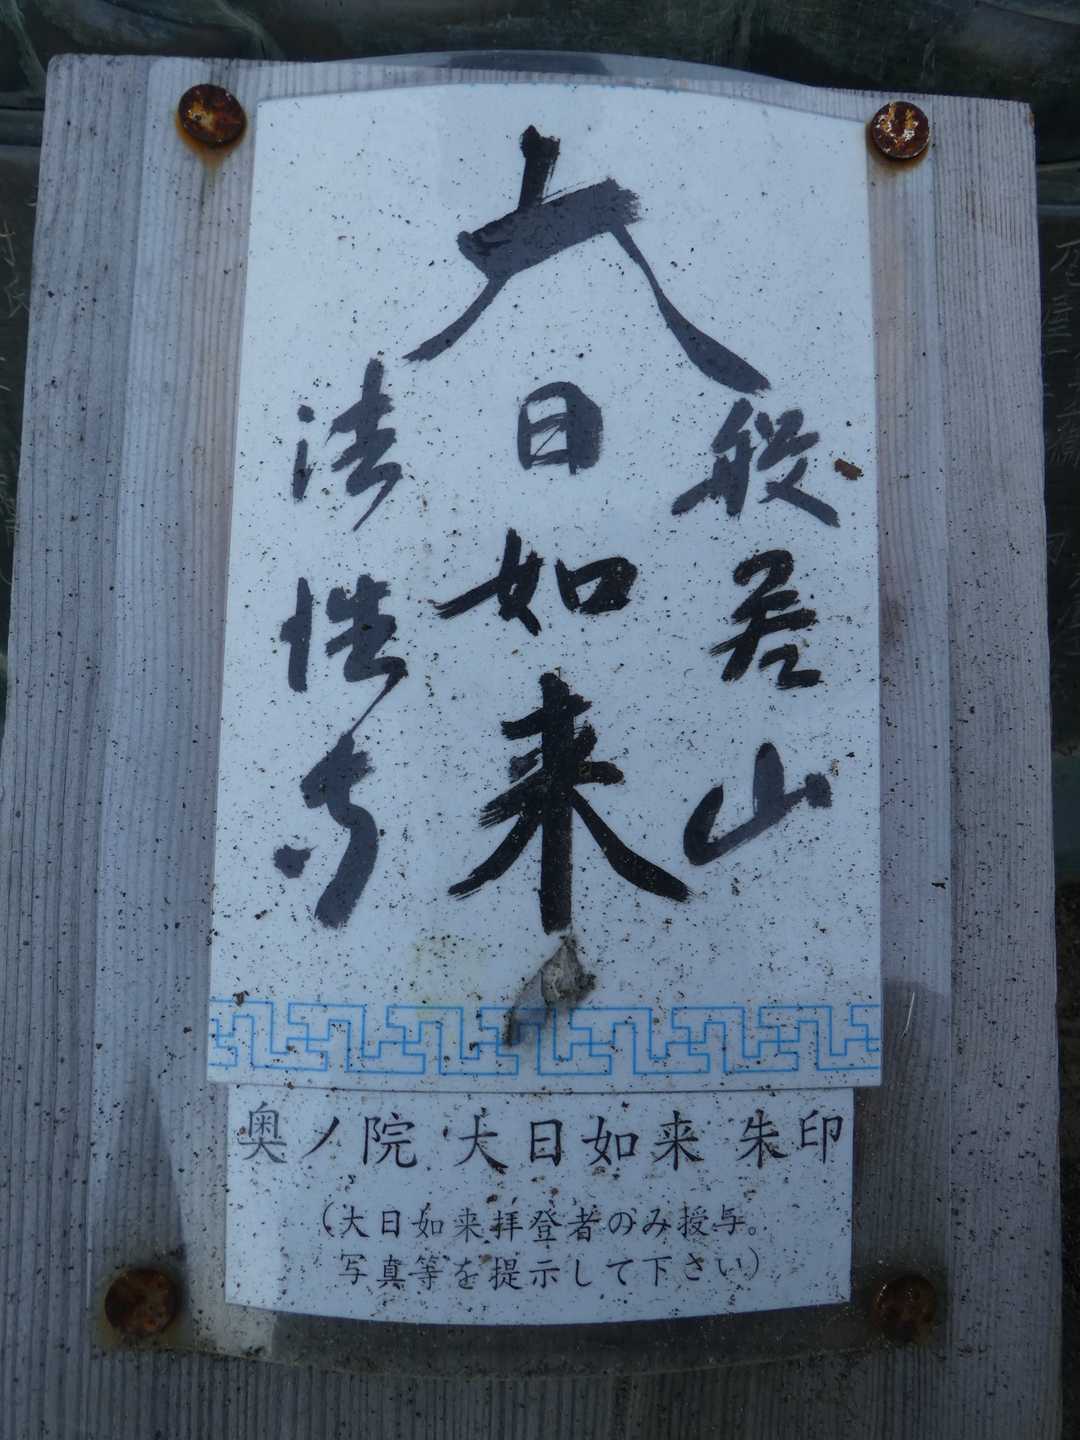 般若山
大日如来
法性寺
奥ノ院 大日如来 朱印
(大日如来拝登者のみ授与。
写真等を提示して下さい)